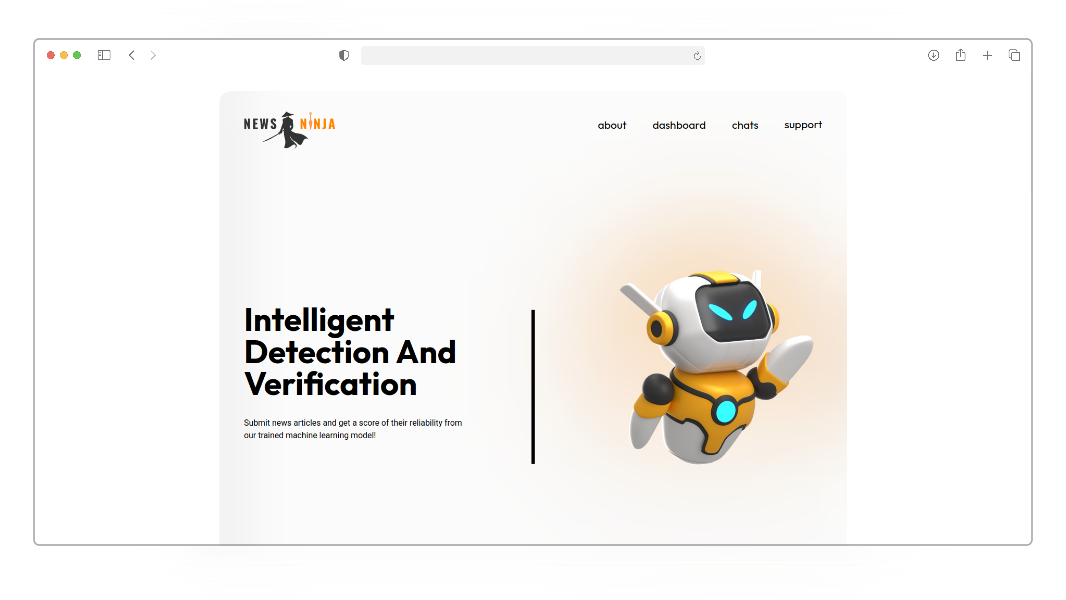 NEWS NINJA
about dashboard chats support
Intelligent
Detection And
Verification
Submit news articles and get a score of their reliability from
our trained machine learning model!